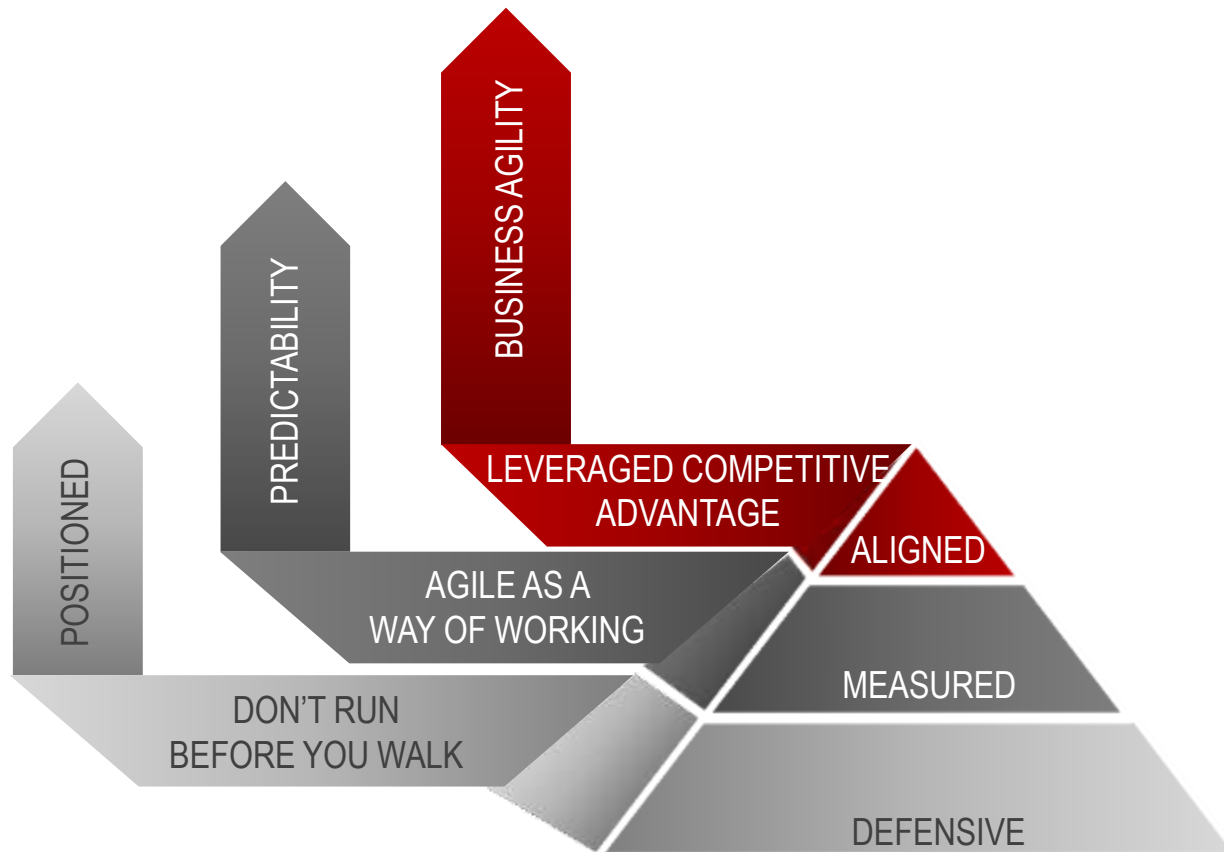 BUSINESS AGILITY
PREDICTABILITY
POSITIONED
LEVERAGED COMPETITIVE
ADVANTAGE
ALIGNED
AGILE AS A
WAY OF WORKING
MEASURED
DON'T RUN
BEFORE YOU WALK
DEFENSIVE